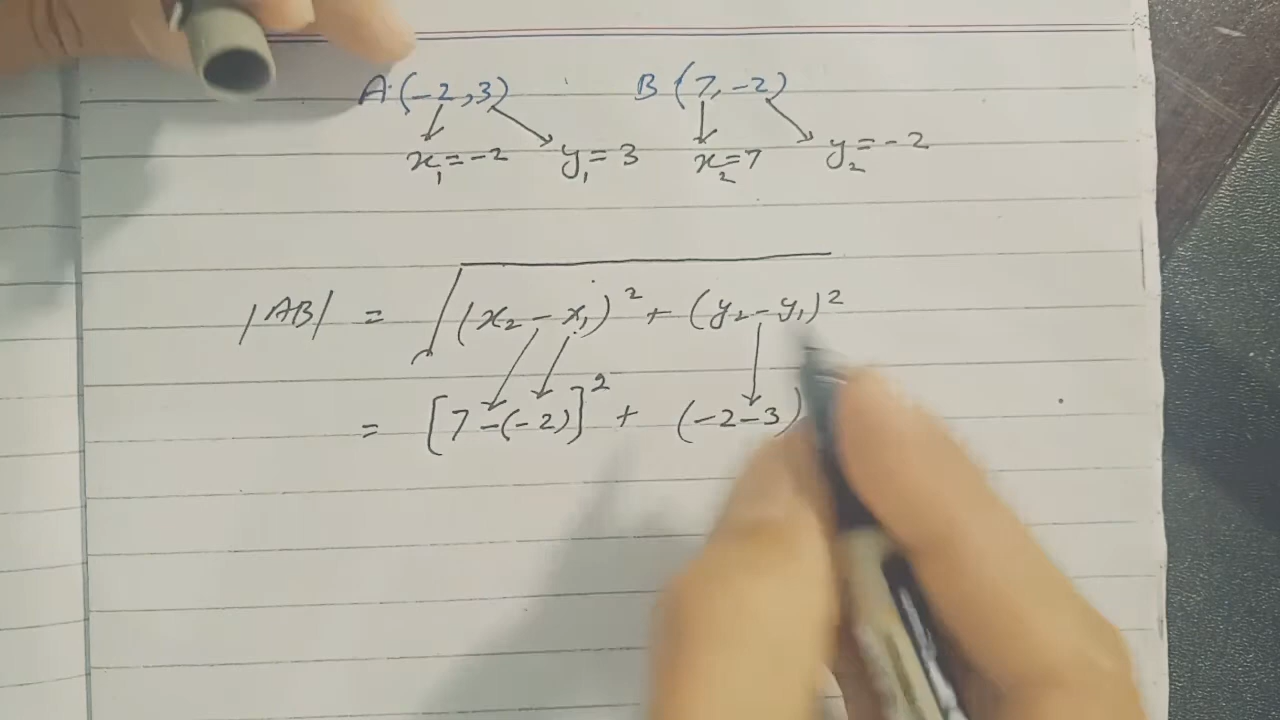 A:(-2,3) B (7,-2)
x₁=-2 y₁=3 x₂=7 y₂=-2
|AB| = √(x₂-x₁)² + (y₂-y₁)²
= [7-(-2)]² + (-2-3)